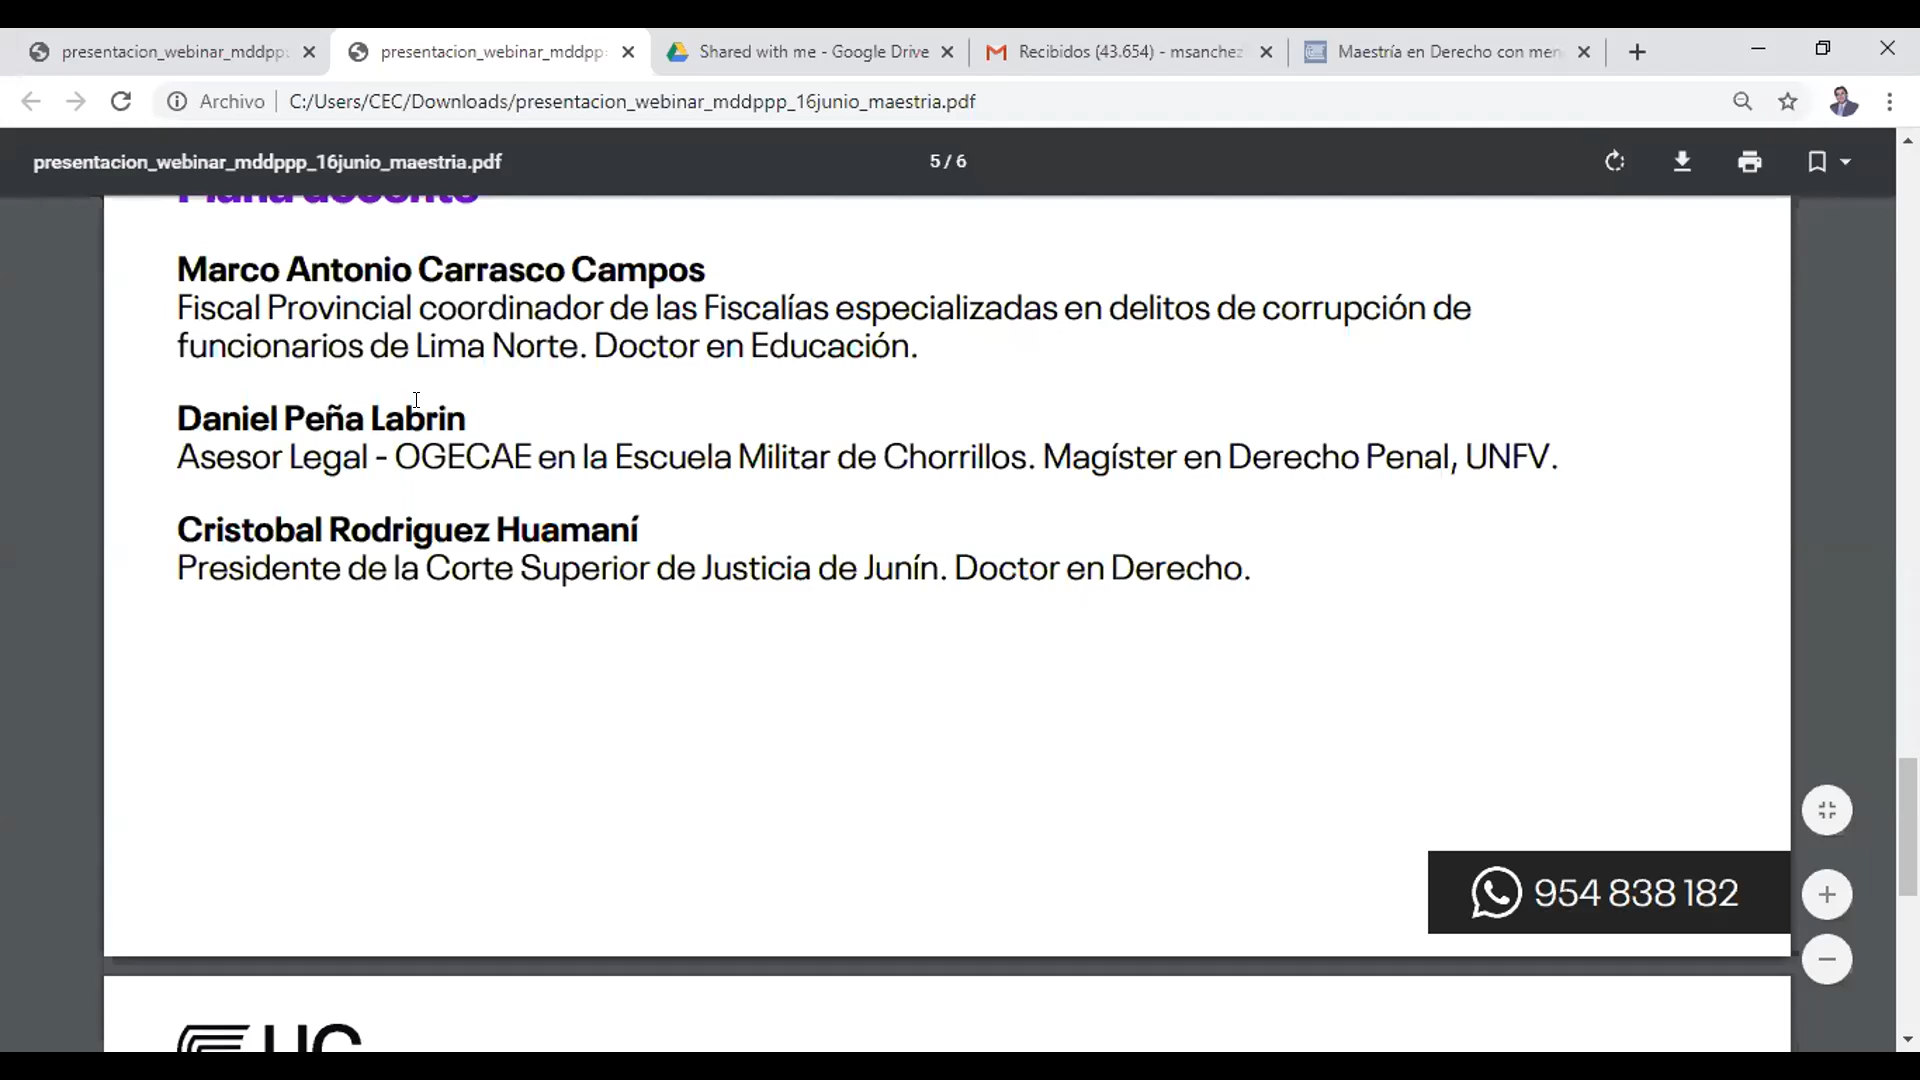 presentacion_webinar_mddpp
presentacion_webinar_mddpp
Shared with me - Google Drive
Recibidos (43.654) - msanchez
Maestría en Derecho con men
Archivo
C:/Users/CEC/Downloads/presentacion_webinar_mddppp_16junio_maestria.pdf
presentacion_webinar_mddppp_16junio_maestria.pdf
5 / 6
Plana docente
Marco Antonio Carrasco Campos
Fiscal Provincial coordinador de las Fiscalías especializadas en delitos de corrupción de
funcionarios de Lima Norte. Doctor en Educación.
Daniel Peña Labrin
Asesor Legal - OGECAE en la Escuela Militar de Chorrillos. Magíster en Derecho Penal, UNFV.
Cristobal Rodriguez Huamaní
Presidente de la Corte Superior de Justicia de Junín. Doctor en Derecho.
954 838 182
UC